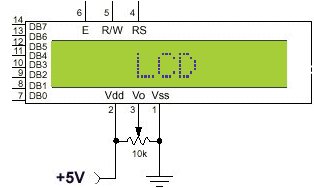 6 5 4
14 DB7 E R/W RS
13 DB6
12 DB5
11 DB4
10 DB3
9 DB2
8 DB1
7 DB0
LCD
Vdd Vo Vss
2 3 1
10k
+5V